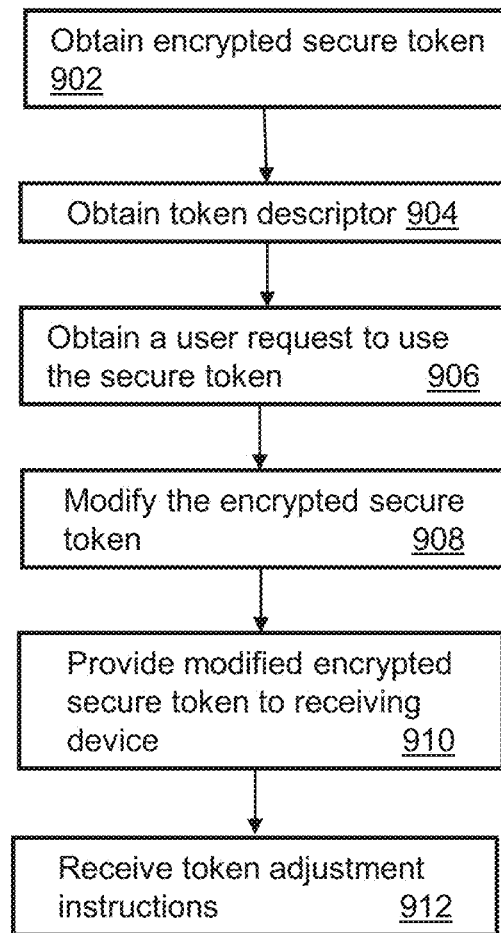 Obtain encrypted secure token
902
Obtain token descriptor 904
Obtain a user request to use
the secure token 906
Modify the encrypted secure
token 908
Provide modified encrypted
secure token to receiving
device 910
Receive token adjustment
instructions 912